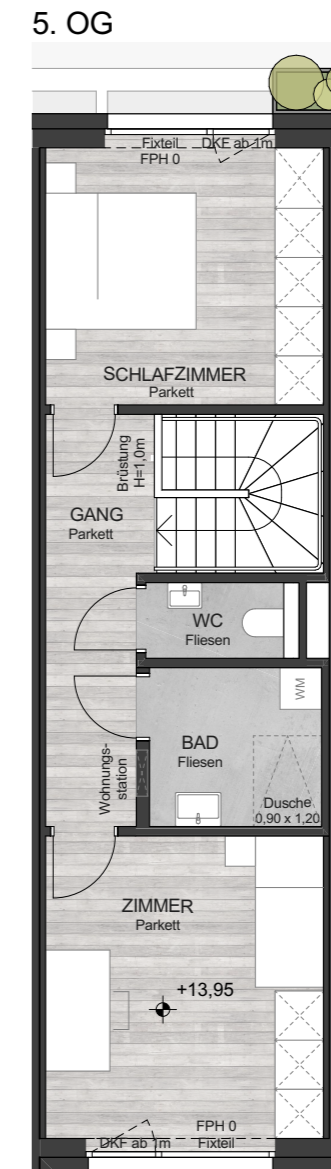 5. OG
Fixteil DKF ab 1m
FPH 0
SCHLAFZIMMER
Parkett
Brüstung
H=1,0m
GANG
Parkett
WC
Fliesen
WM
BAD
Fliesen
Wohnungs-
station
Dusche
0,90 x 1,20
ZIMMER
Parkett
+13,95
FPH 0
DKF ab 1m Fixteil